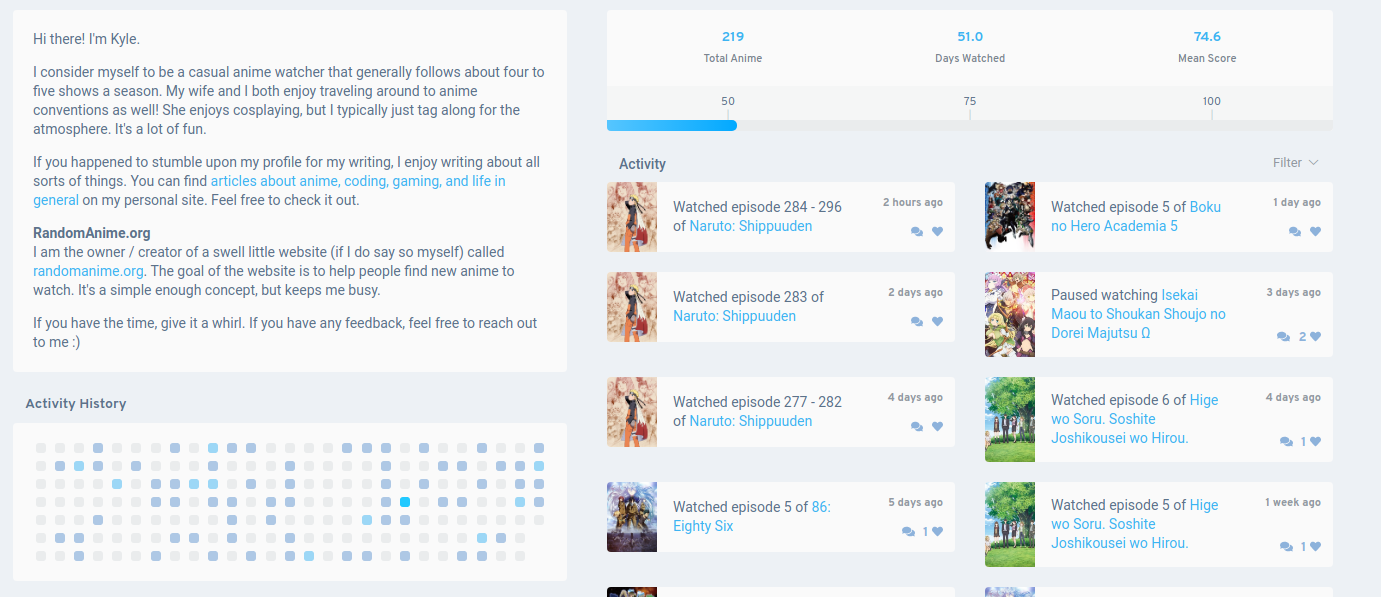 Hi there! I'm Kyle.
I consider myself to be a casual anime watcher that generally follows about four to
five shows a season. My wife and I both enjoy traveling around to anime
conventions as well! She enjoys cosplaying, but I typically just tag along for the
atmosphere. It's a lot of fun.
If you happened to stumble upon my profile for my writing, I enjoy writing about all
sorts of things. You can find articles about anime, coding, gaming, and life in
general on my personal site. Feel free to check it out.
RandomAnime.org
I am the owner / creator of a swell little website (if I do say so myself) called
randomanime.org. The goal of the website is to help people find new anime to
watch. It's a simple enough concept, but keeps me busy.
If you have the time, give it a whirl. If you have any feedback, feel free to reach out
to me :)
Activity History
219
Total Anime
51.0
Days Watched
74.6
Mean Score
50
75
100
Activity
Filter
Watched episode 284 - 296
of Naruto: Shippuuden
2 hours ago
Watched episode 5 of Boku
no Hero Academia 5
1 day ago
Watched episode 283 of
Naruto: Shippuuden
2 days ago
Paused watching Isekai
Maou to Shoukan Shoujo no
Dorei Majutsu Ω
3 days ago
2
Watched episode 277 - 282
of Naruto: Shippuuden
4 days ago
Watched episode 6 of Hige
wo Soru. Soshite
Joshikousei wo Hirou.
4 days ago
1
Watched episode 5 of 86:
Eighty Six
5 days ago
1
Watched episode 5 of Hige
wo Soru. Soshite
Joshikousei wo Hirou.
1 week ago
1